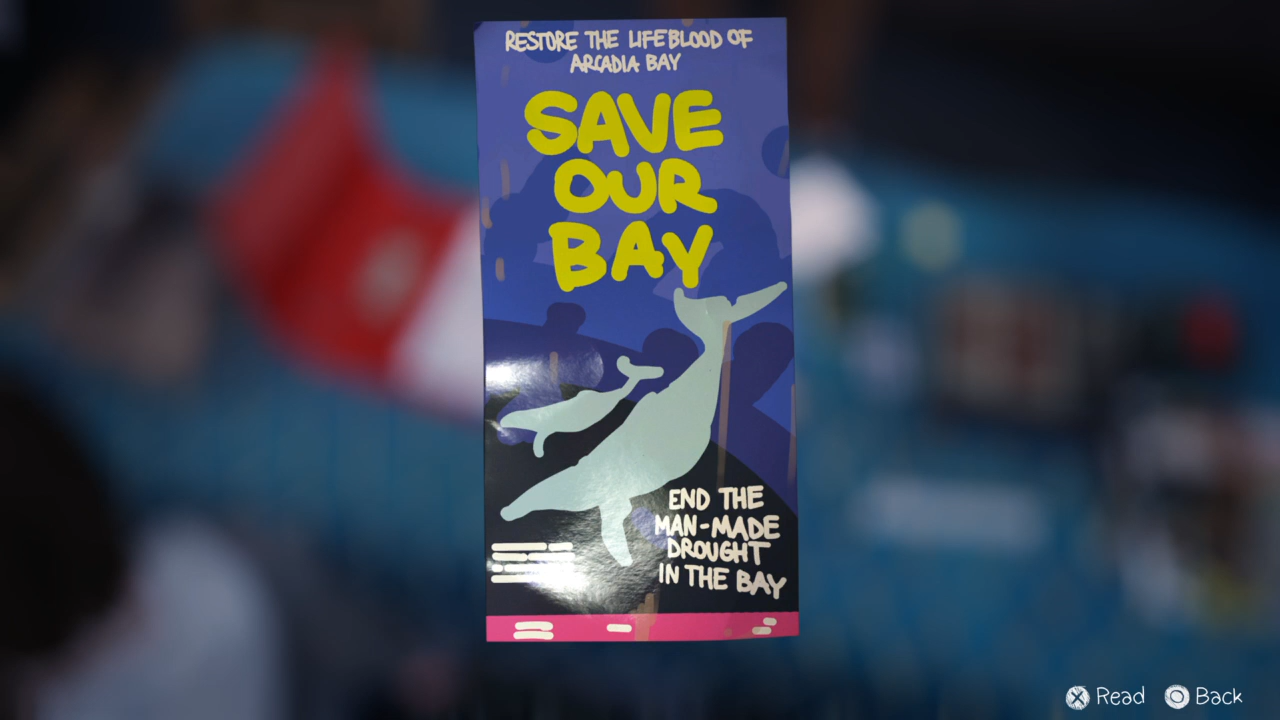 RESTORE THE LIFEBLOOD OF
ARCADIA BAY
SAVE
OUR
BAY
END THE
MAN-MADE
DROUGHT
IN THE BAY
Read Back